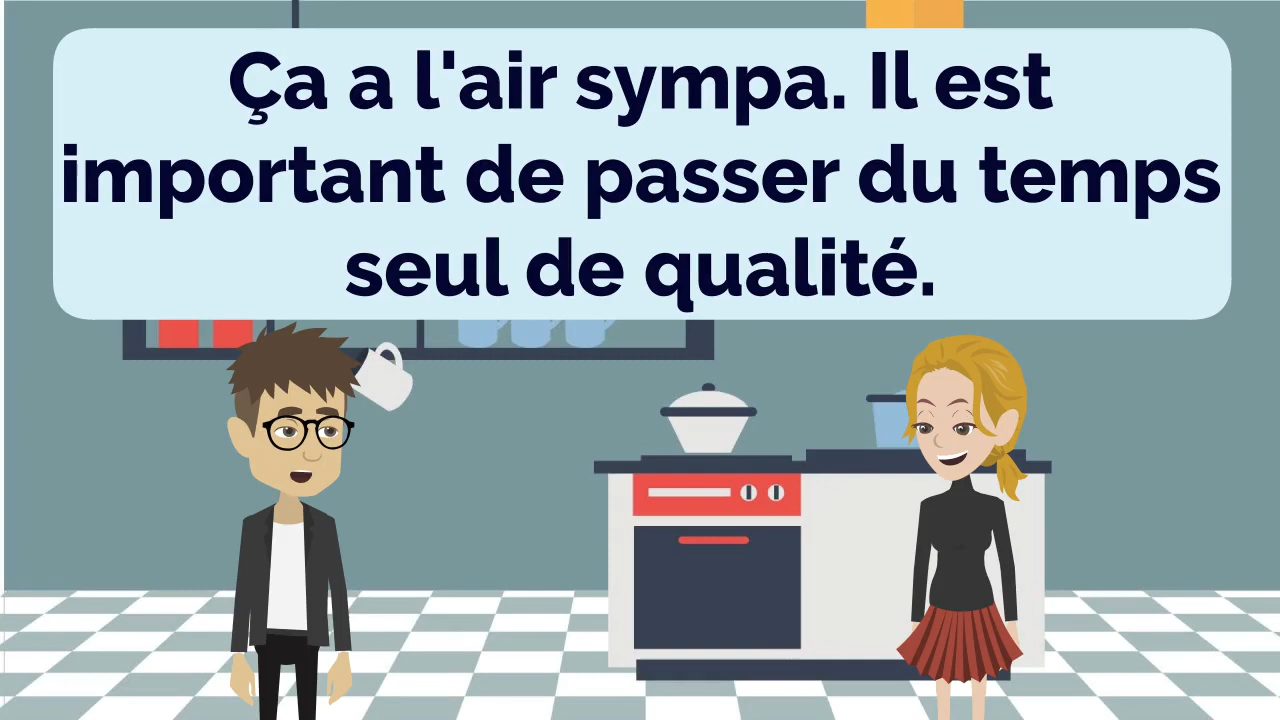 Ça a l'air sympa. Il est
important de passer du temps
seul de qualité.